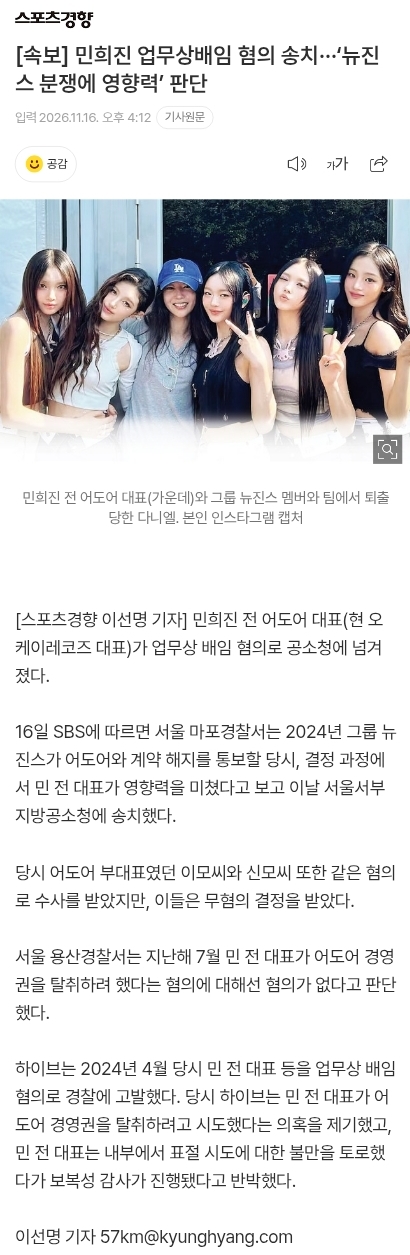 스포츠경향
[속보] 민희진 업무상배임 혐의 송치…‘뉴진
스 분쟁에 영향력’ 판단
입력 2026.11.16. 오후 4:12 기사원문
공감
가가
LA
민희진 전 어도어 대표(가운데)와 그룹 뉴진스 멤버와 팀에서 퇴출
당한 다니엘. 본인 인스타그램 캡처
[스포츠경향 이선명 기자] 민희진 전 어도어 대표(현 오
케이레코즈 대표)가 업무상 배임 혐의로 공소청에 넘겨
졌다.
16일 SBS에 따르면 서울 마포경찰서는 2024년 그룹 뉴
진스가 어도어와 계약 해지를 통보할 당시, 결정 과정에
서 민 전 대표가 영향력을 미쳤다고 보고 이날 서울서부
지방공소청에 송치했다.
당시 어도어 부대표였던 이모씨와 신모씨 또한 같은 혐의
로 수사를 받았지만, 이들은 무혐의 결정을 받았다.
서울 용산경찰서는 지난해 7월 민 전 대표가 어도어 경영
권을 탈취하려 했다는 혐의에 대해선 혐의가 없다고 판단
했다.
하이브는 2024년 4월 당시 민 전 대표 등을 업무상 배임
혐의로 경찰에 고발했다. 당시 하이브는 민 전 대표가 어
도어 경영권을 탈취하려고 시도했다는 의혹을 제기했고,
민 전 대표는 내부에서 표절 시도에 대한 불만을 토로했
다가 보복성 감사가 진행됐다고 반박했다.
이선명 기자 57km@kyunghyang.com